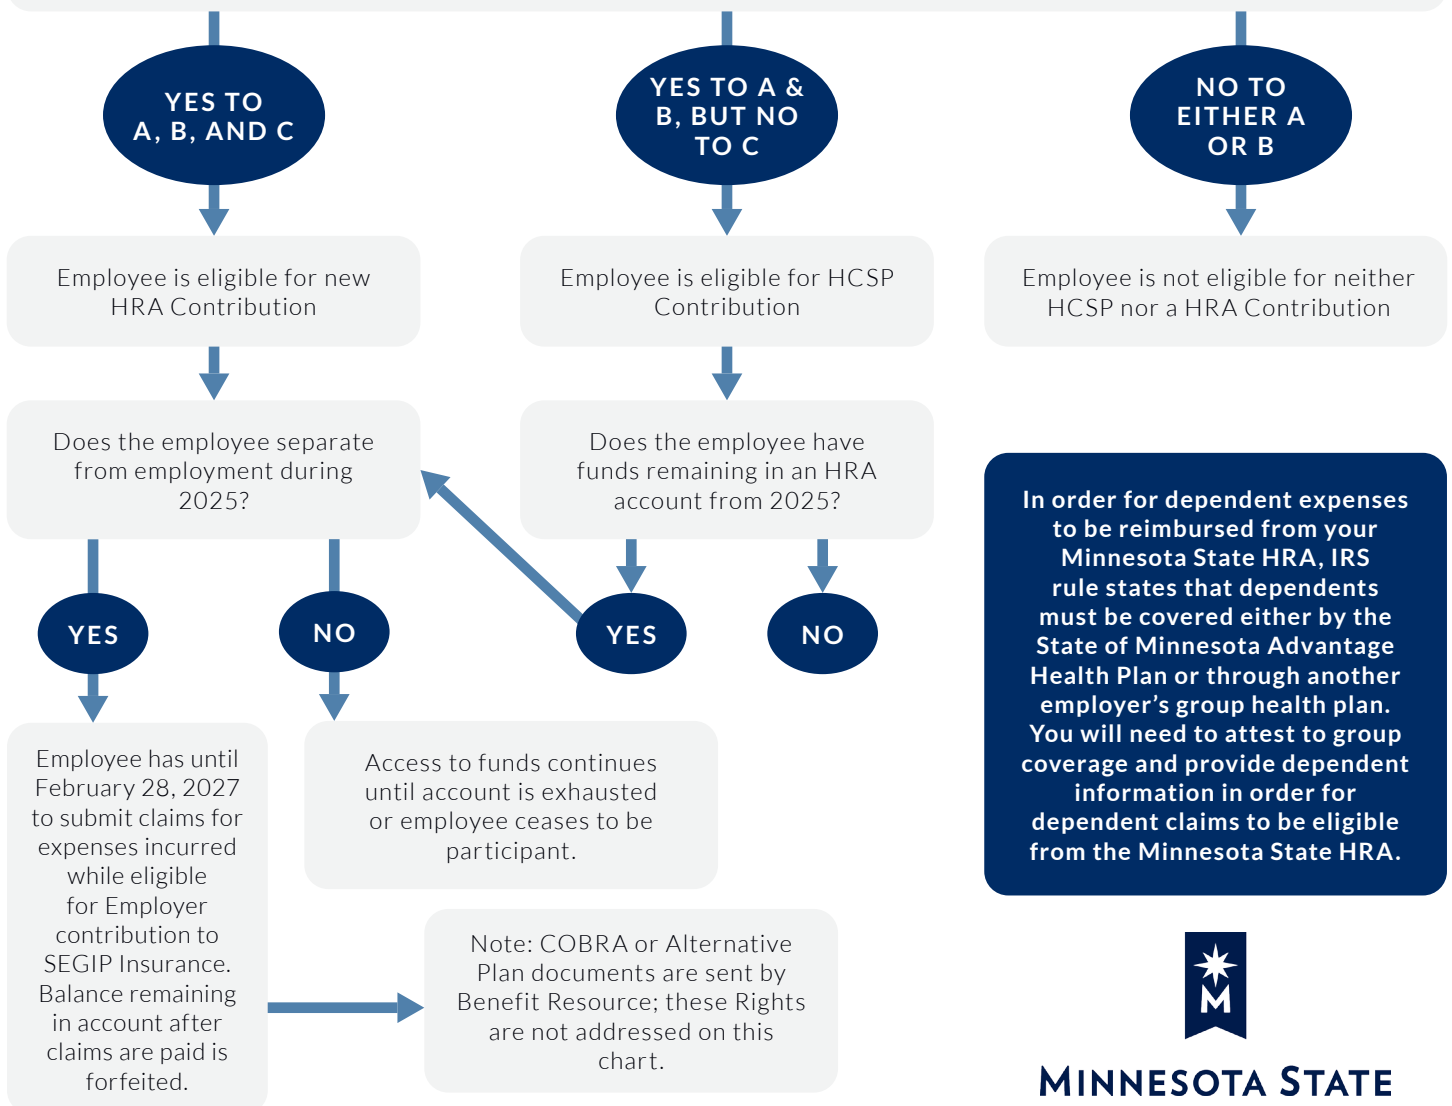 YES TO
A, B, AND C
YES TO A &
B, BUT NO
TO C
NO TO
EITHER A
OR B
Employee is eligible for new
HRA Contribution
Employee is eligible for HCSP
Contribution
Employee is not eligible for neither
HCSP nor a HRA Contribution
Does the employee separate
from employment during
2025?
Does the employee have
funds remaining in an HRA
account from 2025?
YES
NO
YES
NO
Employee has until
February 28, 2027
to submit claims for
expenses incurred
while eligible
for Employer
contribution to
SEGIP Insurance.
Balance remaining
in account after
claims are paid is
forfeited.
Access to funds continues
until account is exhausted
or employee ceases to be
participant.
Note: COBRA or Alternative
Plan documents are sent by
Benefit Resource; these Rights
are not addressed on this
chart.
In order for dependent expenses
to be reimbursed from your
Minnesota State HRA, IRS
rule states that dependents
must be covered either by the
State of Minnesota Advantage
Health Plan or through another
employer’s group health plan.
You will need to attest to group
coverage and provide dependent
information in order for
dependent claims to be eligible
from the Minnesota State HRA.
M
MINNESOTA STATE